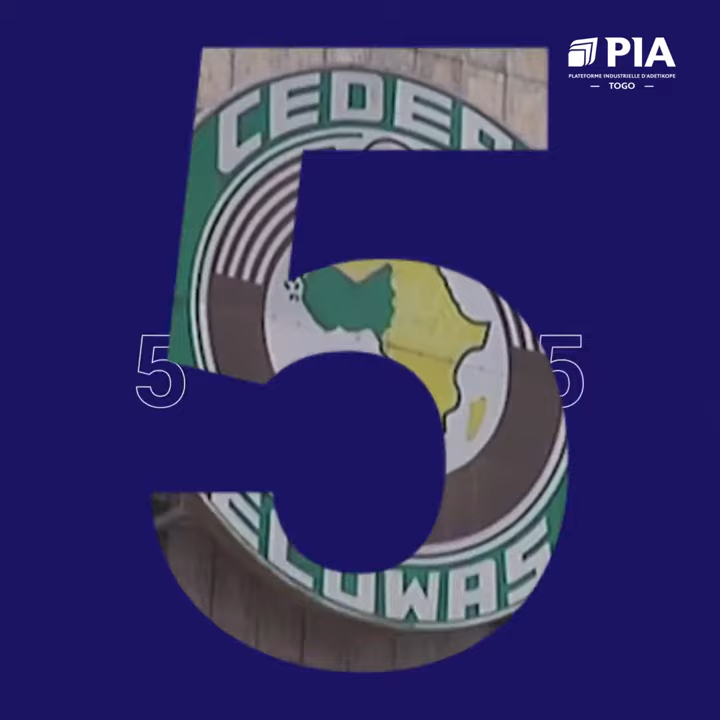 PIA
PLATEFORME INDUSTRIELLE D'ADETIKOPE
TOGO
5
CEDEA
5
5
ECOWAS